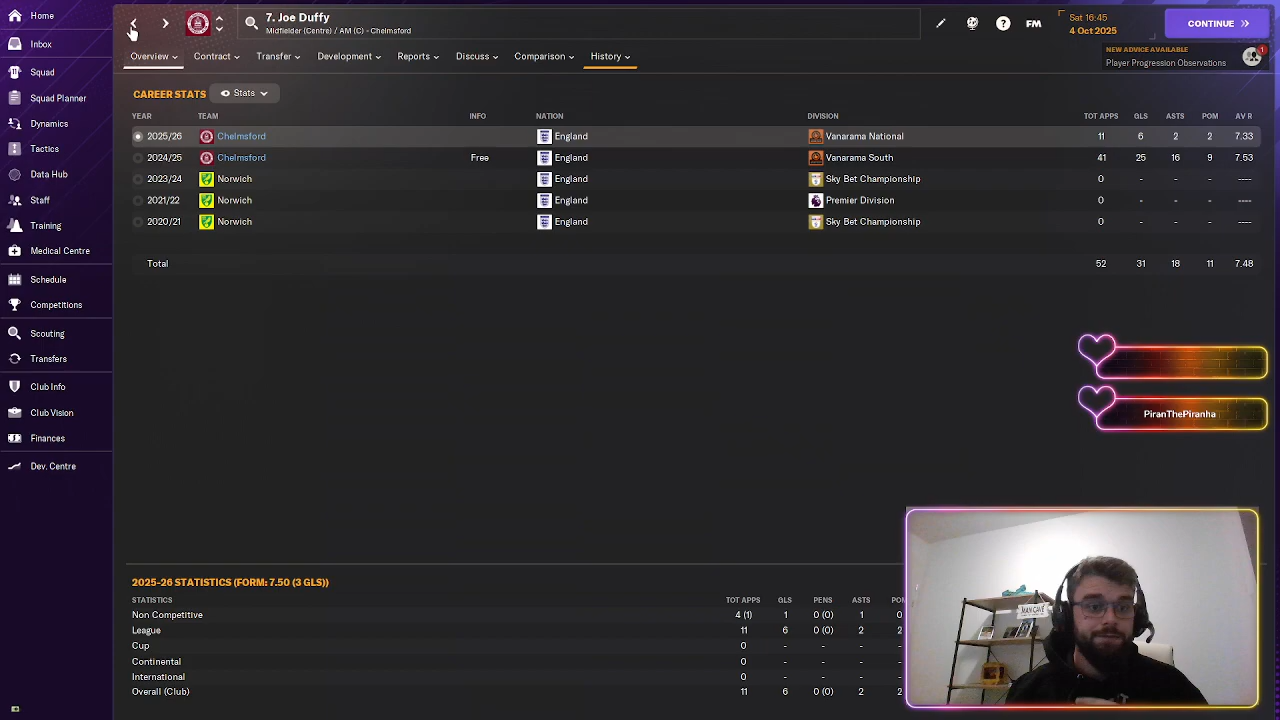 Home
Inbox
Squad
Squad Planner
Dynamics
Tactics
Data Hub
Staff
Training
Medical Centre
Schedule
Competitions
Scouting
Transfers
Club Info
Club Vision
Finances
Dev. Centre
7. Joe Duffy
Midfielder (Centre) / AM (C) - Chelmsford
FM
Sat 16:45
4 Oct 2025
CONTINUE
Overview Contract Transfer Development Reports Discuss Comparison History
NEW ADVICE AVAILABLE 1
Player Progression Observations
CAREER STATS Stats
YEAR TEAM INFO NATION DIVISION TOT APPS GLS ASTS POM AV R
2025/26 Chelmsford England Vanarama National 11 6 2 2 7.33
2024/25 Chelmsford Free England Vanarama South 41 25 16 9 7.53
2023/24 Norwich England Sky Bet Championship 0 - - - ----
2021/22 Norwich England Premier Division 0 - - - ----
2020/21 Norwich England Sky Bet Championship 0 - - - ----
Total 52 31 18 11 7.48
PiranThePiranha
2025-26 STATISTICS (FORM: 7.50 (3 GLS))
STATISTICS TOT APPS GLS PENS ASTS POM
Non Competitive 4 (1) 1 0 (0) 1 0
League 11 6 0 (0) 2 2
Cup 0 - - - -
Continental 0 - - - -
International 0 - - - -
Overall (Club) 11 6 0 (0) 2 2
MAN CAVE